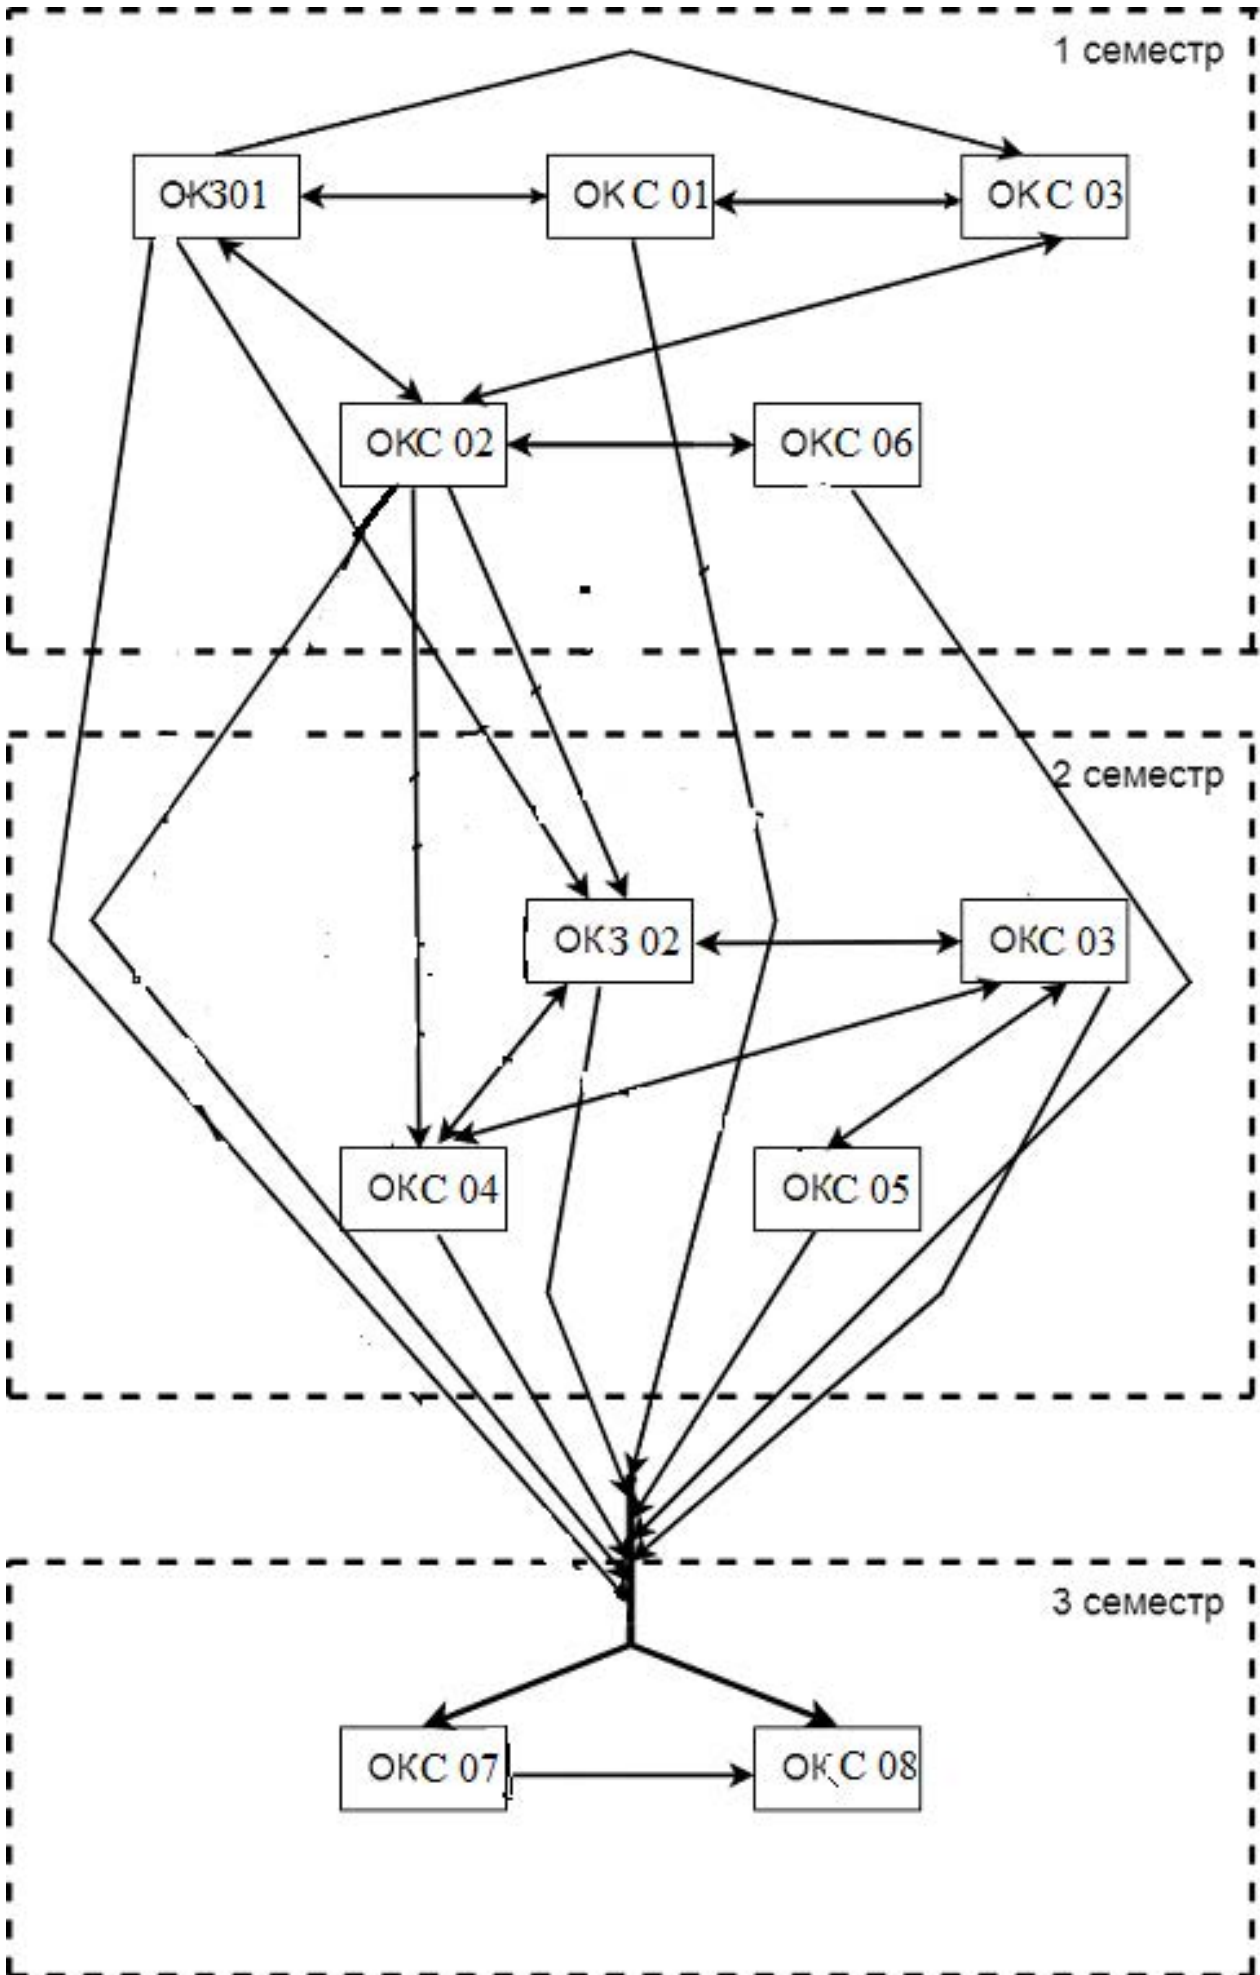 1 семестр
ОКЗ01
ОК С 01
ОК С 03
ОКС 02
ОКС 06
2 семестр
ОКЗ 02
ОКС 03
ОКС 04
ОКС 05
3 семестр
ОКС 07
ОК С 08